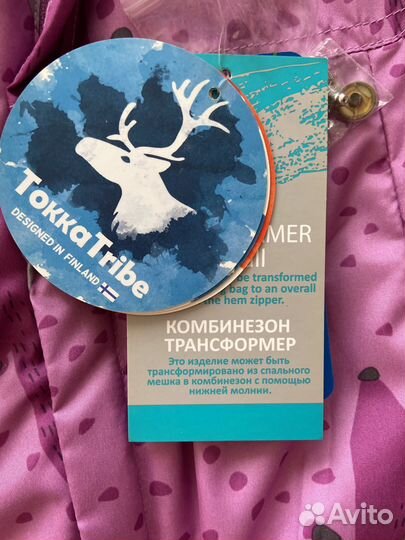 TokkaTribe
DESIGNED IN FINLAND
MER
be transformed
bag to an overall
the hem zipper.
КОМБИНЕЗОН
ТРАНСФОРМЕР
Это изделие может быть
трансформировано из спального
мешка в комбинезон с помощью
нижней молнии.
Avito